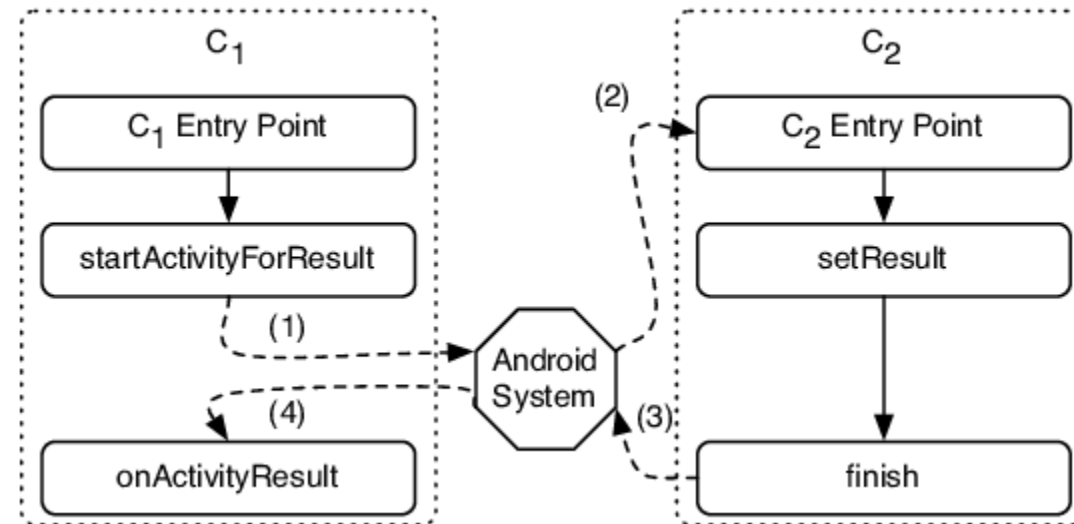 C1
C1 Entry Point
startActivityForResult
(1)
(4)
onActivityResult
Android
System
(2)
(3)
C2
C2 Entry Point
setResult
finish